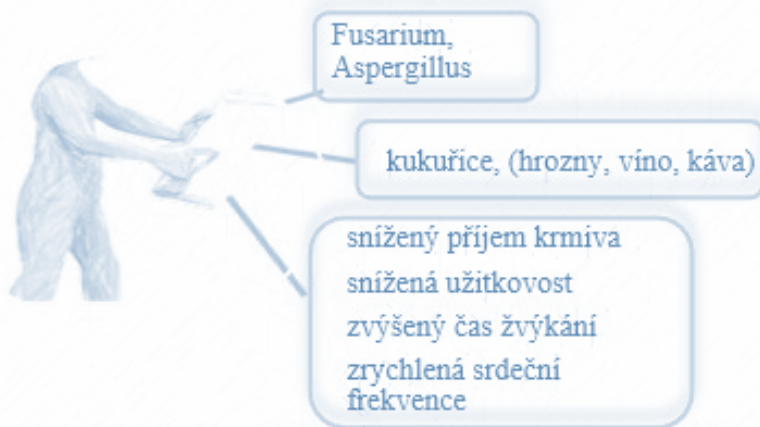 Fusarium,
Aspergillus
kukuřice, (hrozny, víno, káva)
snížený příjem krmiva
snížená užitkovost
zvýšený čas žvýkání
zrychlená srdeční
frekvence